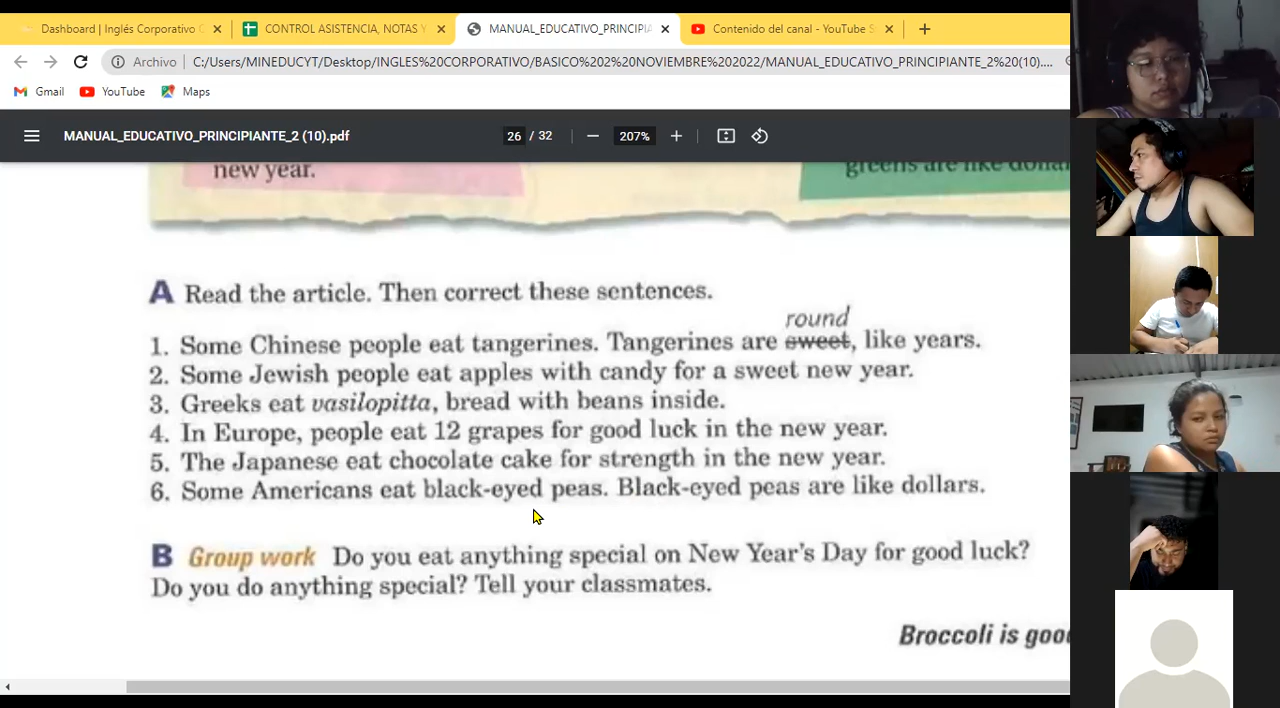 Dashboard | Inglés Corporativo
CONTROL ASISTENCIA, NOTAS Y
MANUAL_EDUCATIVO_PRINCIPIA
Contenido del canal - YouTube S
Archivo
C:/Users/MINEDUCYT/Desktop/INGLES%20CORPORATIVO/BASICO%202%20NOVIEMBRE%202022/MANUAL_EDUCATIVO_PRINCIPIANTE_2%20(10)....
Gmail YouTube Maps
MANUAL_EDUCATIVO_PRINCIPIANTE_2 (10).pdf
26 / 32
207%
new year.
greens are like dolla
A Read the article. Then correct these sentences.
round
1. Some Chinese people eat tangerines. Tangerines are sweet, like years.
2. Some Jewish people eat apples with candy for a sweet new year.
3. Greeks eat vasilopitta, bread with beans inside.
4. In Europe, people eat 12 grapes for good luck in the new year.
5. The Japanese eat chocolate cake for strength in the new year.
6. Some Americans eat black-eyed peas. Black-eyed peas are like dollars.
B Group work Do you eat anything special on New Year's Day for good luck?
Do you do anything special? Tell your classmates.
Broccoli is goo